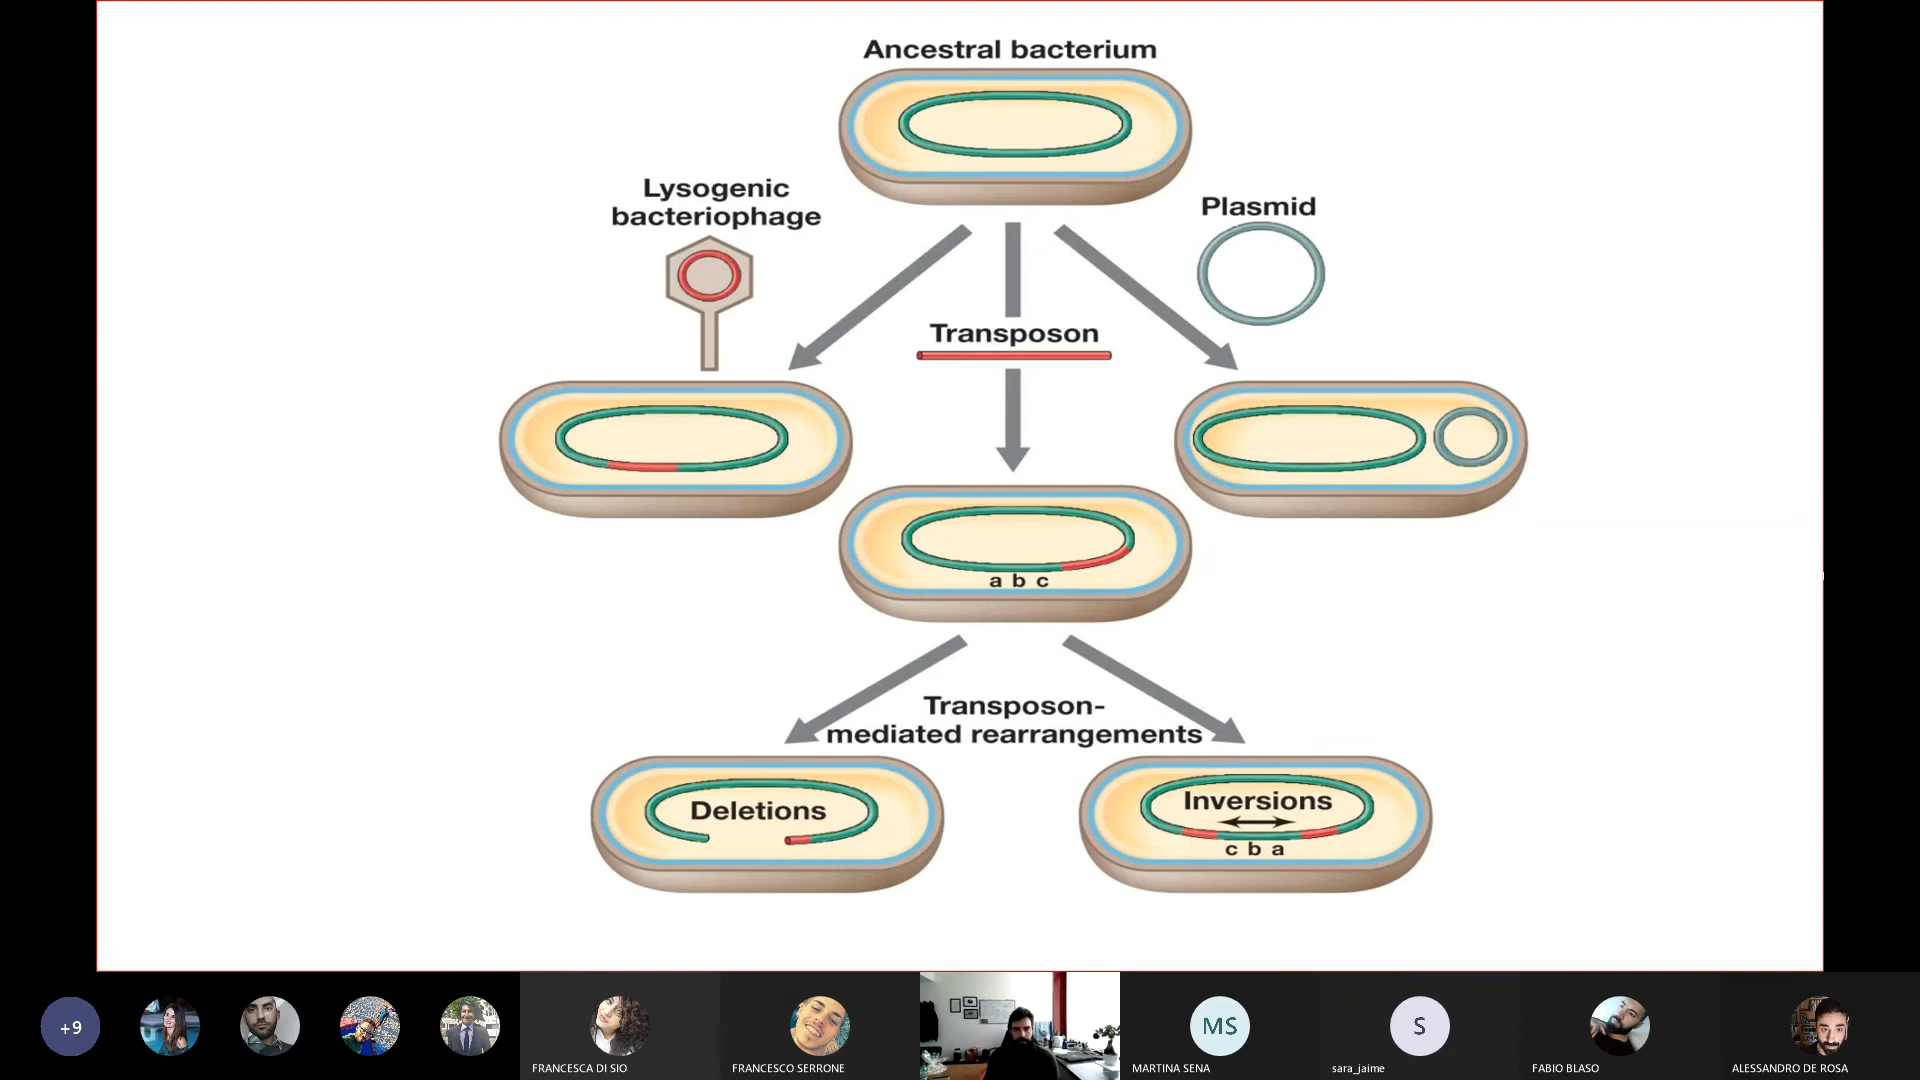 Ancestral bacterium
Lysogenic
bacteriophage
Plasmid
Transposon
a b c
Transposon-
mediated rearrangements
Deletions
Inversions
c b a
+9
FRANCESCA DI SIO
FRANCESCO SERRONE
MS
MARTINA SENA
S
sara_jaime
FABIO BLASO
ALESSANDRO DE ROSA